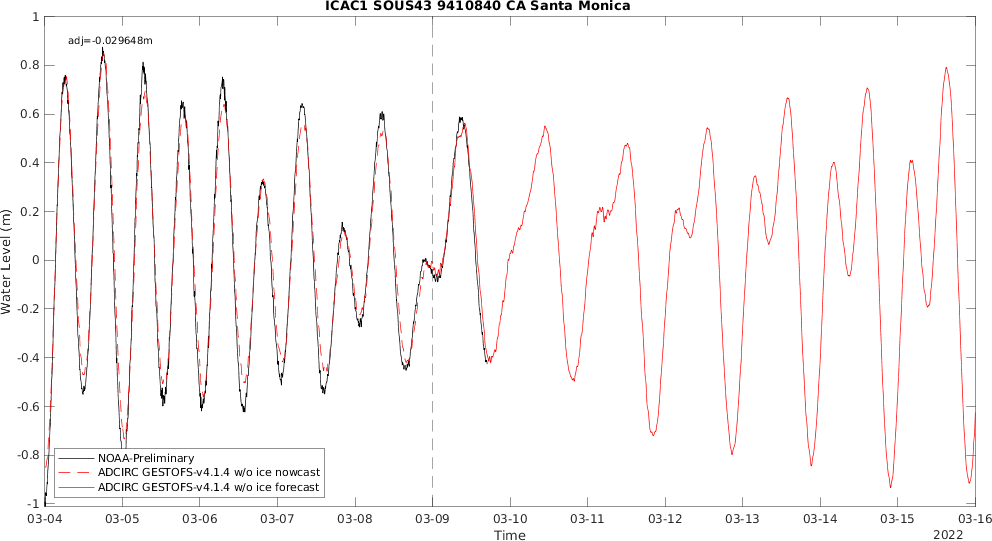 ICAC1 SOUS43 9410840 CA Santa Monica
adj=-0.029648m
1
0.8
0.6
0.4
0.2
0
-0.2
-0.4
-0.6
-0.8
-1
Water Level (m)
NOAA-Preliminary
ADCIRC GESTOFS-v4.1.4 w/o ice nowcast
ADCIRC GESTOFS-v4.1.4 w/o ice forecast
03-04 03-05 03-06 03-07 03-08 03-09 03-10 03-11 03-12 03-13 03-14 03-15 03-16
Time
2022